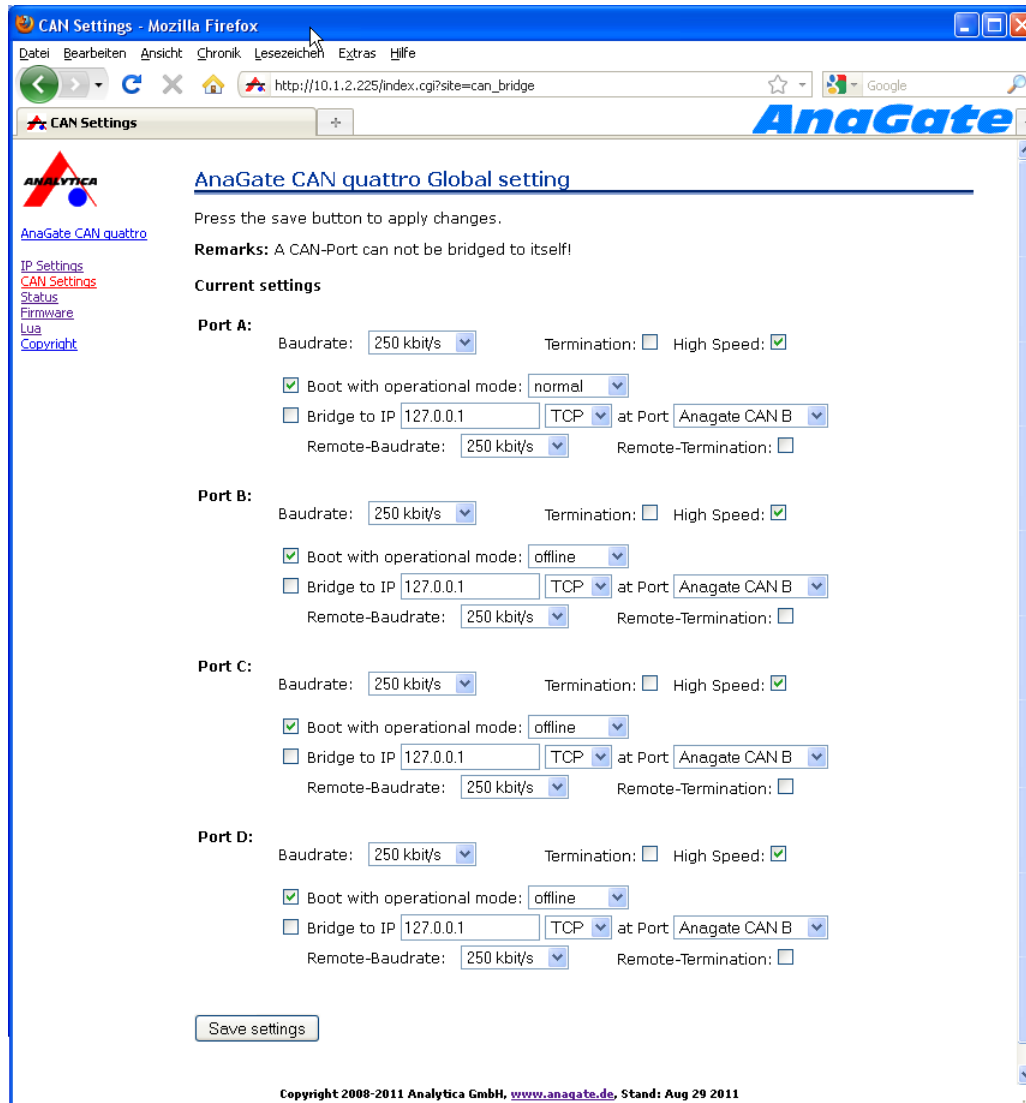 CAN Settings - Mozilla Firefox
Datei Bearbeiten Ansicht Chronik Lesezeichen Extras Hilfe
http://10.1.2.225/index.cgi?site=can_bridge
Google
CAN Settings
AnaGate
ANALYTICA
AnaGate CAN quattro
IP Settings
CAN Settings
Status
Firmware
Lua
Copyright
AnaGate CAN quattro Global setting
Press the save button to apply changes.
Remarks: A CAN-Port can not be bridged to itself!
Current settings
Port A:
Baudrate: 250 kbit/s Termination: High Speed:
Boot with operational mode: normal
Bridge to IP 127.0.0.1 TCP at Port Anagate CAN B
Remote-Baudrate: 250 kbit/s Remote-Termination:
Port B:
Baudrate: 250 kbit/s Termination: High Speed:
Boot with operational mode: offline
Bridge to IP 127.0.0.1 TCP at Port Anagate CAN B
Remote-Baudrate: 250 kbit/s Remote-Termination:
Port C:
Baudrate: 250 kbit/s Termination: High Speed:
Boot with operational mode: offline
Bridge to IP 127.0.0.1 TCP at Port Anagate CAN B
Remote-Baudrate: 250 kbit/s Remote-Termination:
Port D:
Baudrate: 250 kbit/s Termination: High Speed:
Boot with operational mode: offline
Bridge to IP 127.0.0.1 TCP at Port Anagate CAN B
Remote-Baudrate: 250 kbit/s Remote-Termination:
Save settings
Copyright 2008-2011 Analytica GmbH, www.anagate.de, Stand: Aug 29 2011